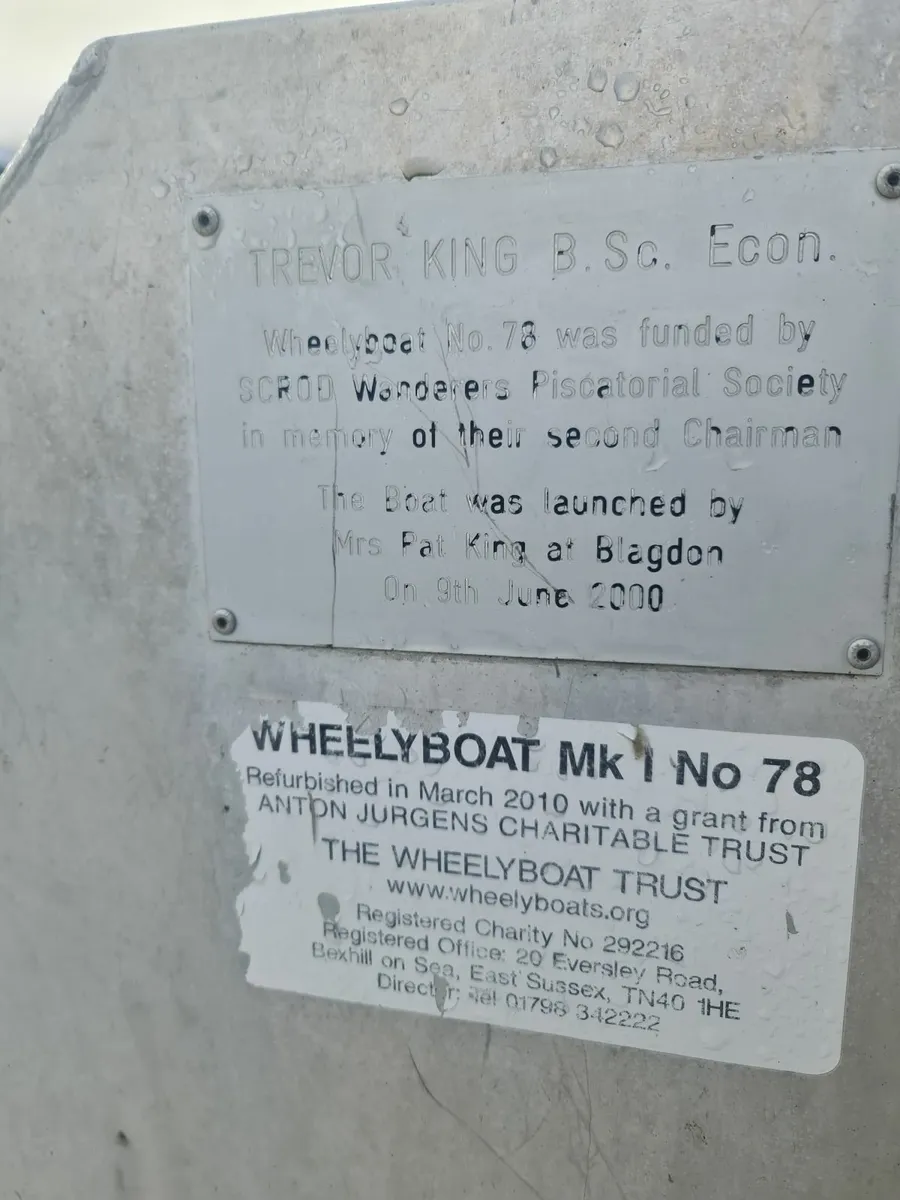 TREVOR KING B.Sc. Econ.
Wheelyboat No.78 was funded by
SCROD Wanderers Piscatorial Society
in memory of their second Chairman
The Boat was launched by
Mrs Pat King at Blagdon
On 9th June 2000
WHEELYBOAT Mk I No 78
Refurbished in March 2010 with a grant from
ANTON JURGENS CHARITABLE TRUST
THE WHEELYBOAT TRUST
www.wheelyboats.org
Registered Charity No 292216
Registered Office: 20 Eversley Road,
Bexhill on Sea, East Sussex, TN40 1HE
Director: Tel 01798 342222